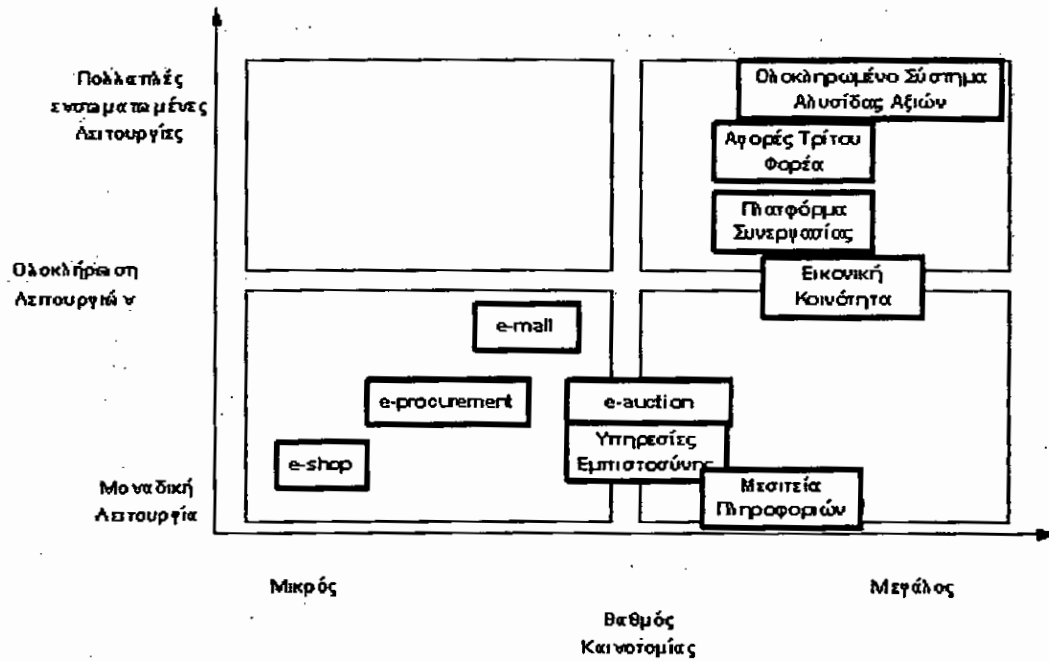 Πολλαπλές
ενσωματωμένες
Λειτουργίες
Ολοκληρωμένο Σύστημα
Αλυσίδας Αξιών
Αγορές Τρίτου
Φορέα
Πλατφόρμα
Συνεργασίας
Ολοκλήρωση
Λειτουργιών
Εικονική
Κοινότητα
e-mall
e-procurement
e-auction
e-shop
Υπηρεσίες
Εμπιστοσύνης
Μοναδική
Λειτουργία
Μεσιτεία
Πληροφοριών
Μικρός
Μεγάλος
Βαθμός
Καινοτομίας